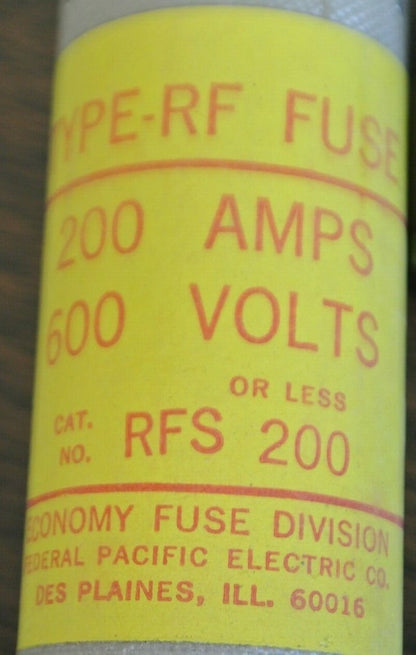 TYPE-RF FUSE
200 AMPS
600 VOLTS
OR LESS
CAT. NO. RFS 200
ECONOMY FUSE DIVISION
FEDERAL PACIFIC ELECTRIC CO.
DES PLAINES, ILL. 60016